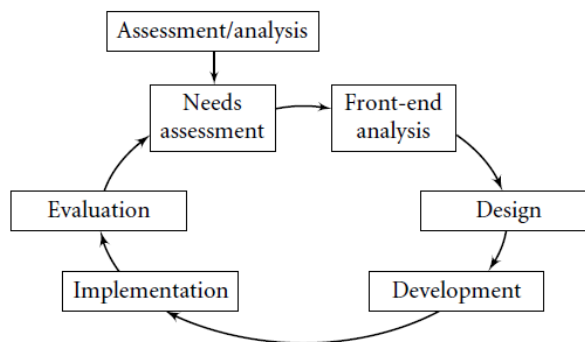 Assessment/analysis
Needs
assessment
Front-end
analysis
Evaluation
Design
Implementation
Development